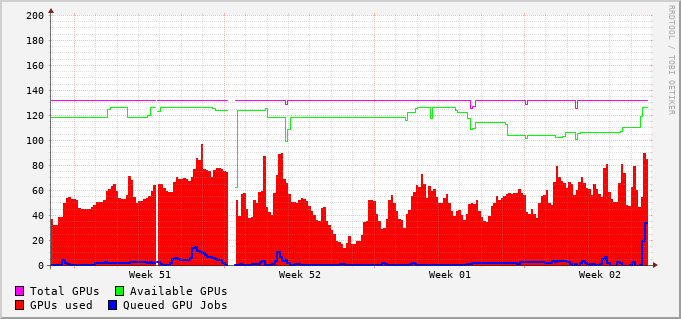 RRDTOOL / TOBI OETIKER
200
180
160
140
120
100
80
60
40
20
0
Week 51 Week 52 Week 01 Week 02
Total GPUs Available GPUs
GPUs used Queued GPU Jobs